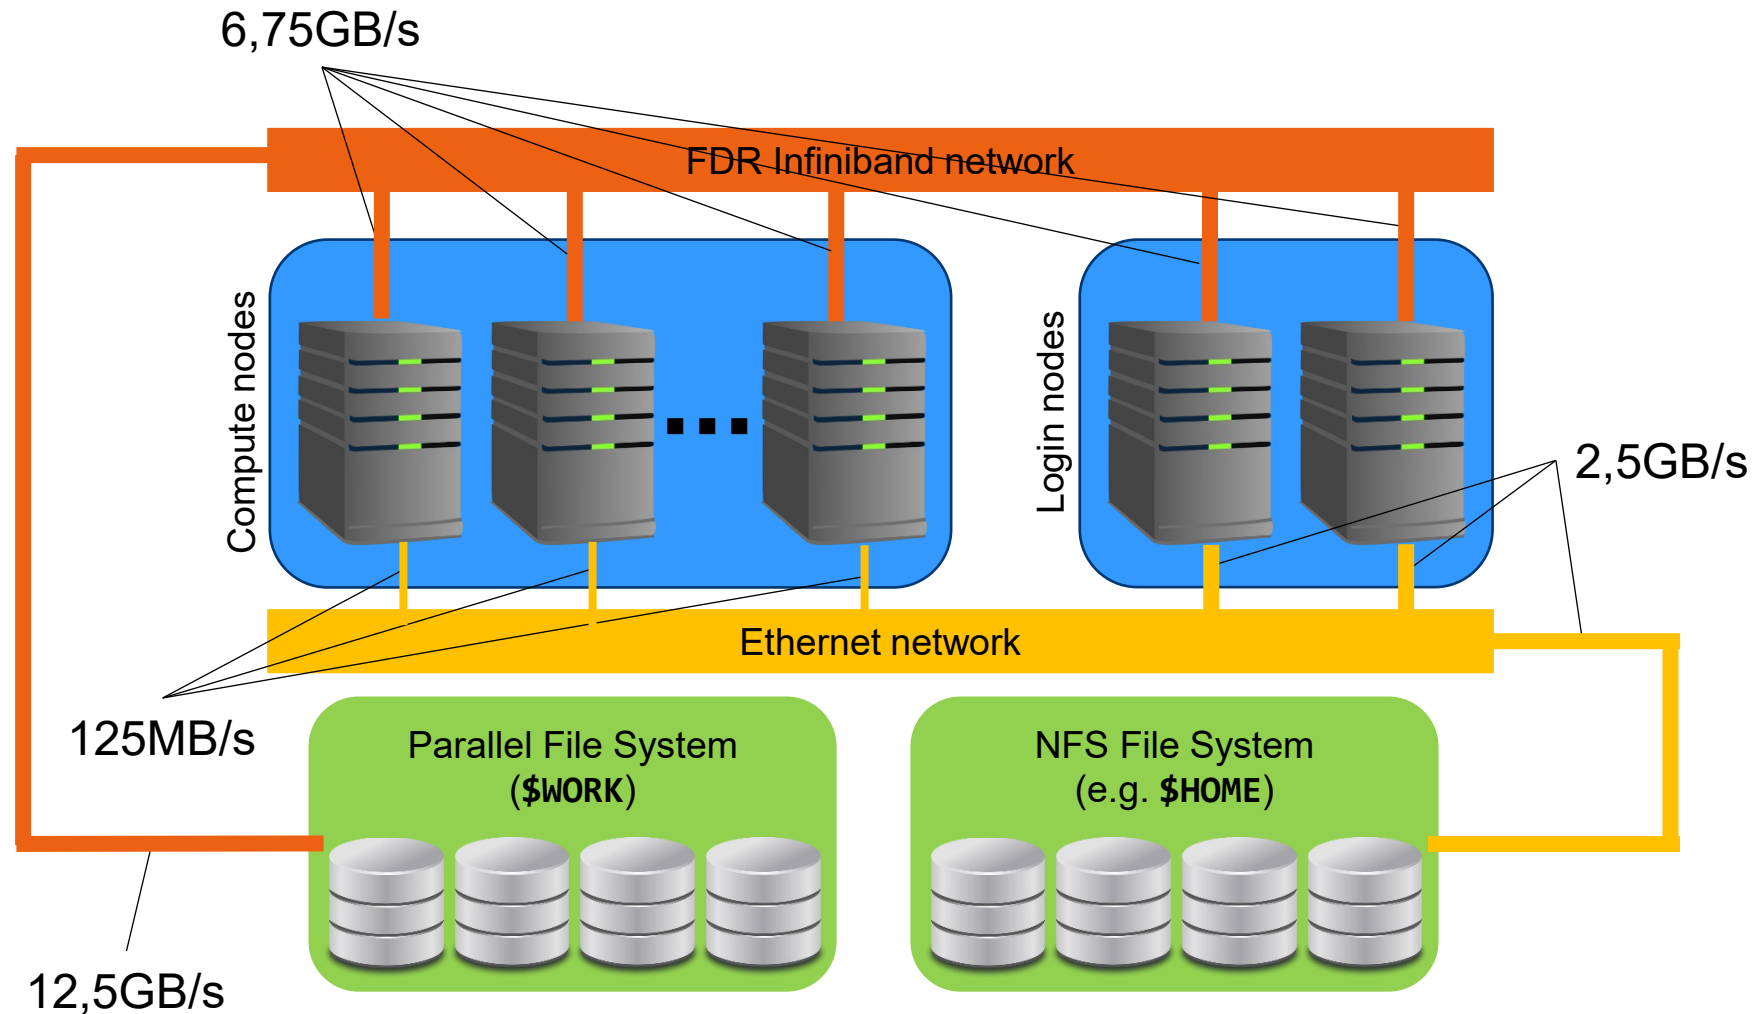 6,75GB/s
FDR Infiniband network
Compute nodes
Login nodes
2,5GB/s
Ethernet network
125MB/s
Parallel File System
($WORK)
NFS File System
(e.g. $HOME)
12,5GB/s